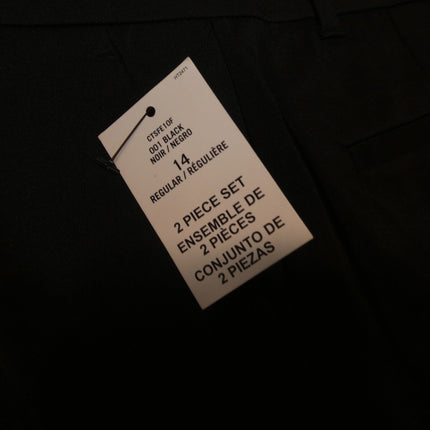 HT2471
CTSFE10F
001 BLACK
NOIR / NEGRO
14
REGULAR / RÉGULIÈRE
2 PIECE SET
ENSEMBLE DE
2 PIÈCES
CONJUNTO DE
2 PIEZAS